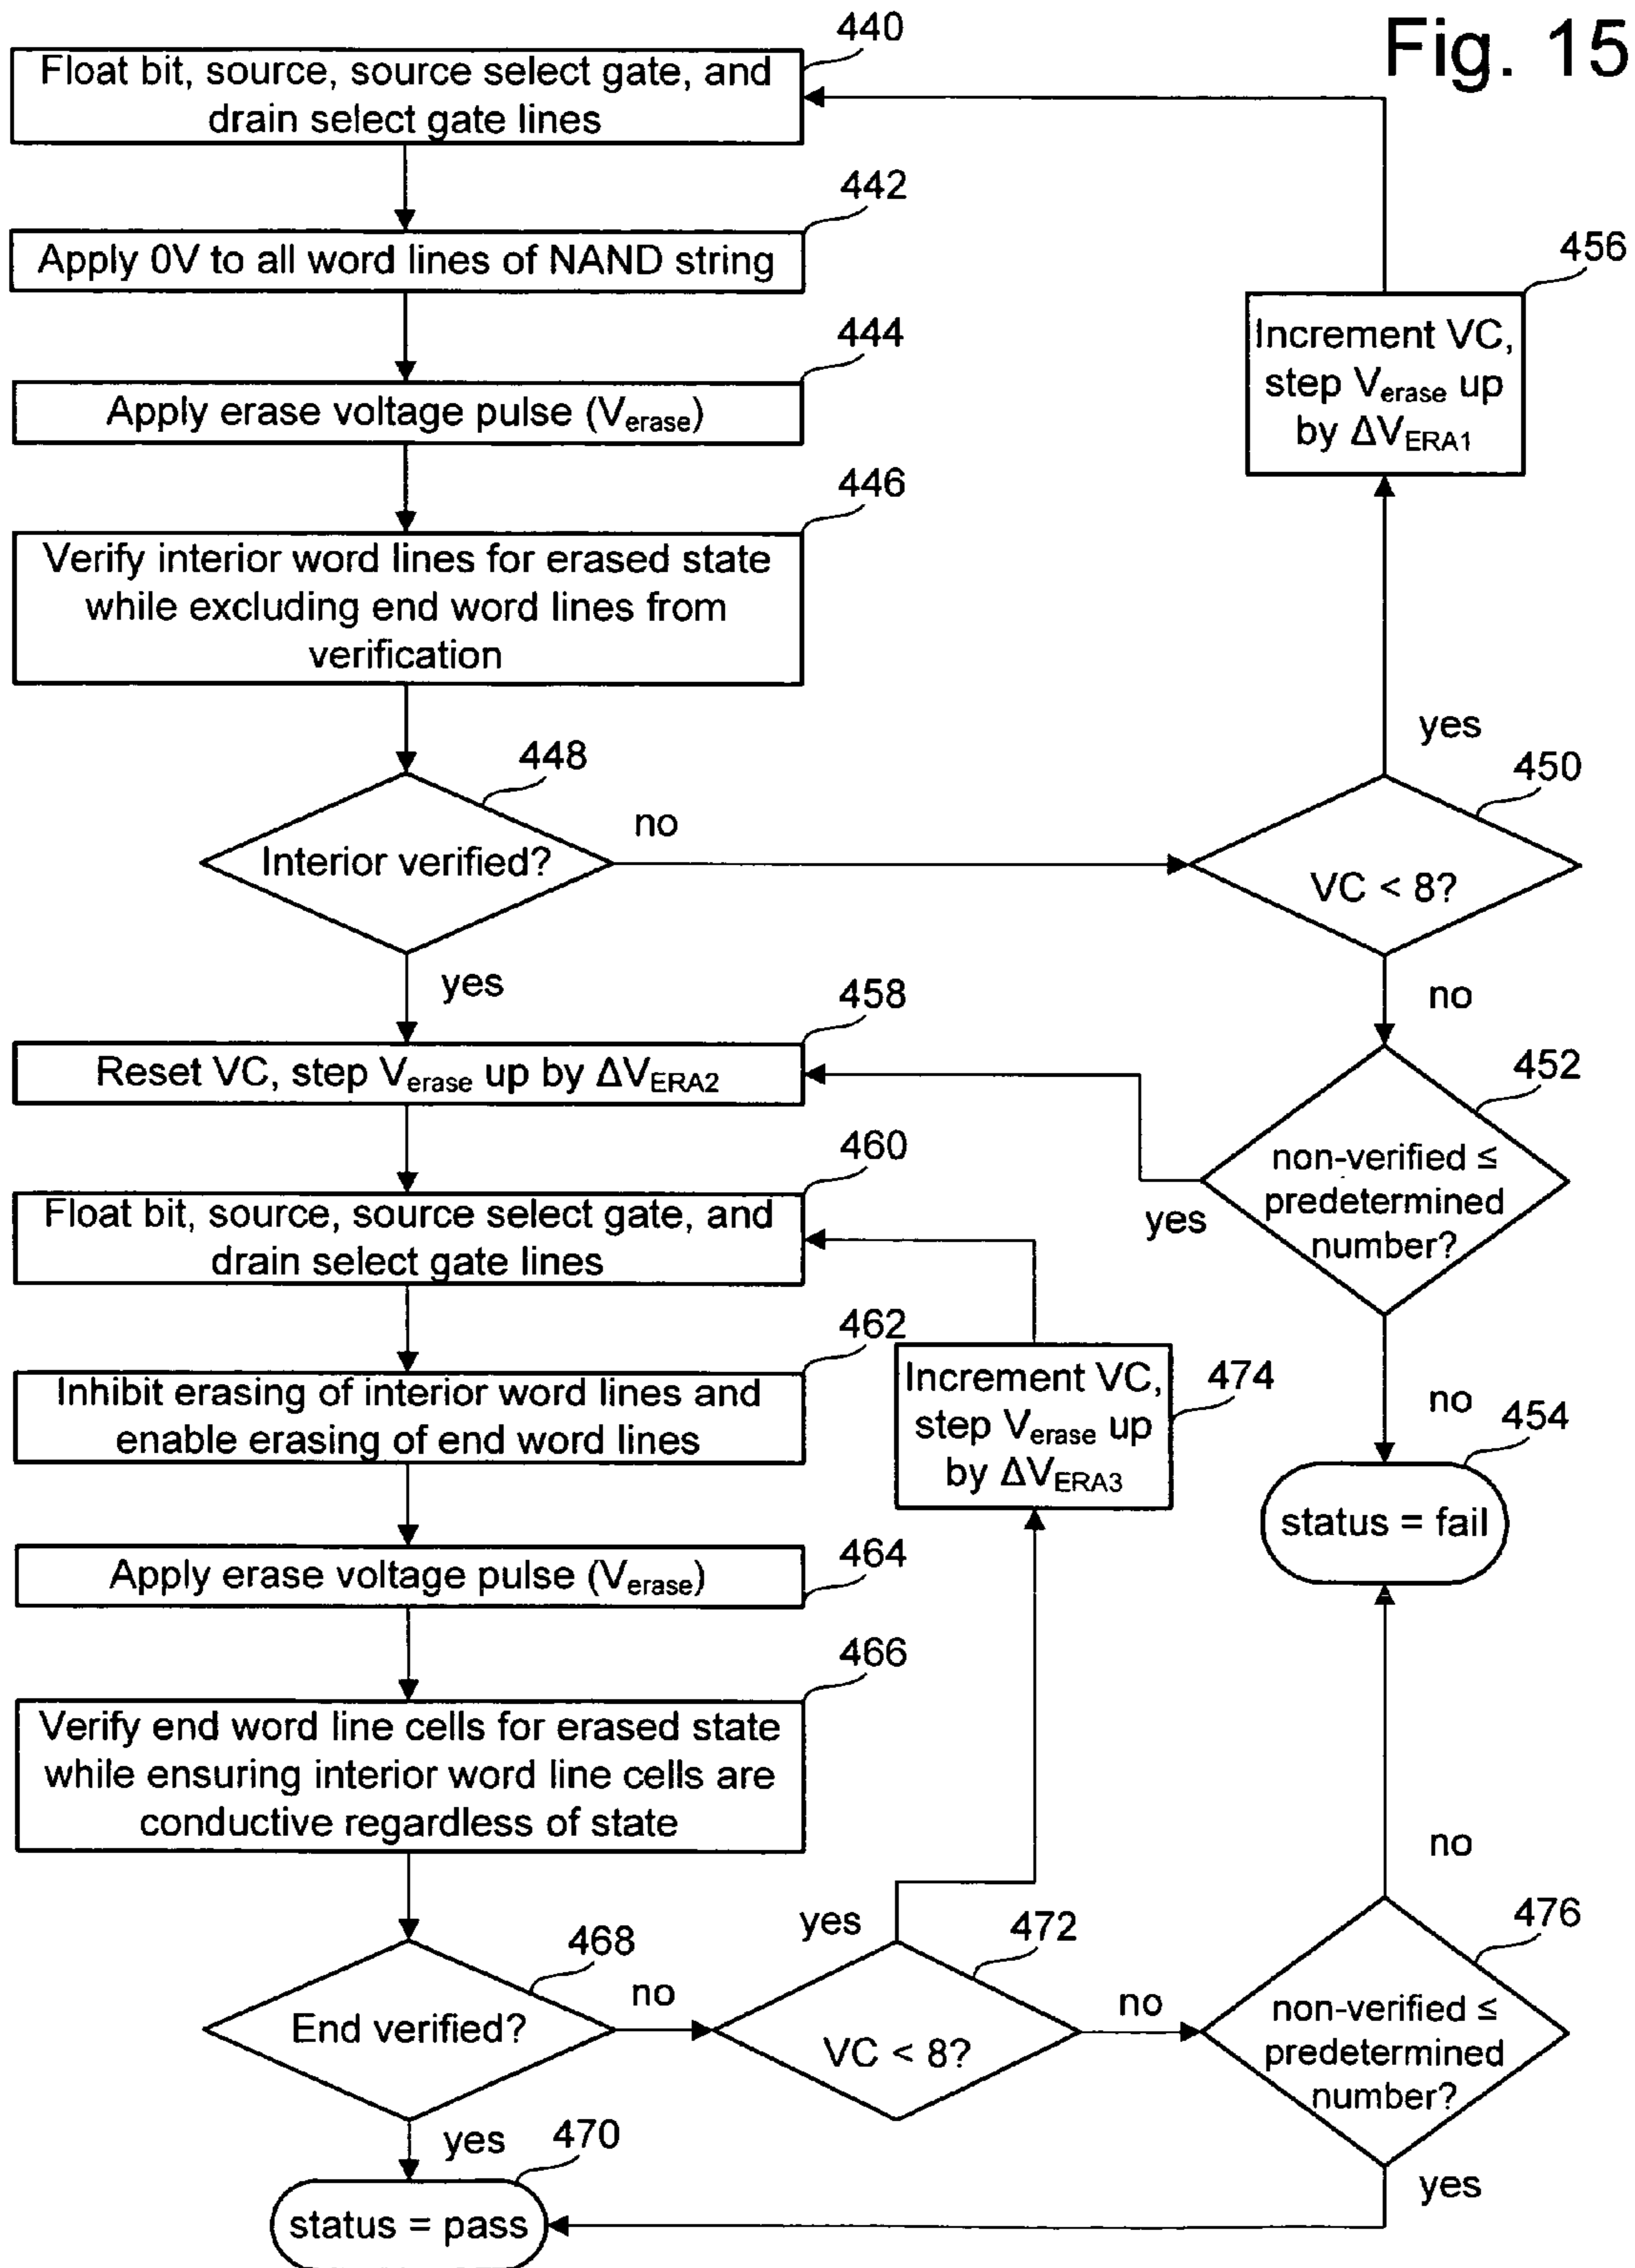 Fig. 15
440
Float bit, source, source select gate, and
drain select gate lines
442
Apply 0V to all word lines of NAND string
444
Apply erase voltage pulse (Verase)
446
Verify interior word lines for erased state
while excluding end word lines from
verification
448
Interior verified?
no
yes
456
Increment VC,
step Verase up
by ΔVERA1
yes
450
VC < 8?
no
452
non-verified ≤
predetermined
number?
yes
no
454
status = fail
458
Reset VC, step Verase up by ΔVERA2
460
Float bit, source, source select gate, and
drain select gate lines
462
Inhibit erasing of interior word lines and
enable erasing of end word lines
464
Apply erase voltage pulse (Verase)
466
Verify end word line cells for erased state
while ensuring interior word line cells are
conductive regardless of state
468
End verified?
no
yes
470
status = pass
474
Increment VC,
step Verase up
by ΔVERA3
yes
472
VC < 8?
no
no
476
non-verified ≤
predetermined
number?
yes